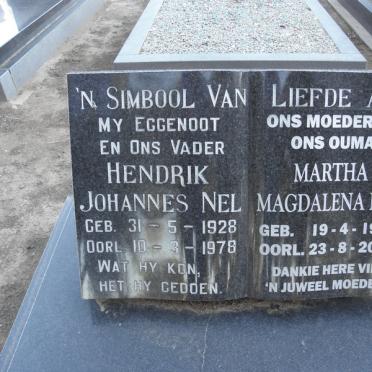 'N SIMBOOL VAN
MY EGGENOOT
EN ONS VADER
HENDRIK
JOHANNES NEL
GEB. 31-5-1928
OORL. 10-3-1978
WAT HY KON,
HET HY GEDOEN.
LIEFDE
ONS MOEDER
ONS OUMA
MARTHA
MAGDALENA
GEB. 19-4-
OORL. 23-8-
DANKIE HERE
'N JUWEEL